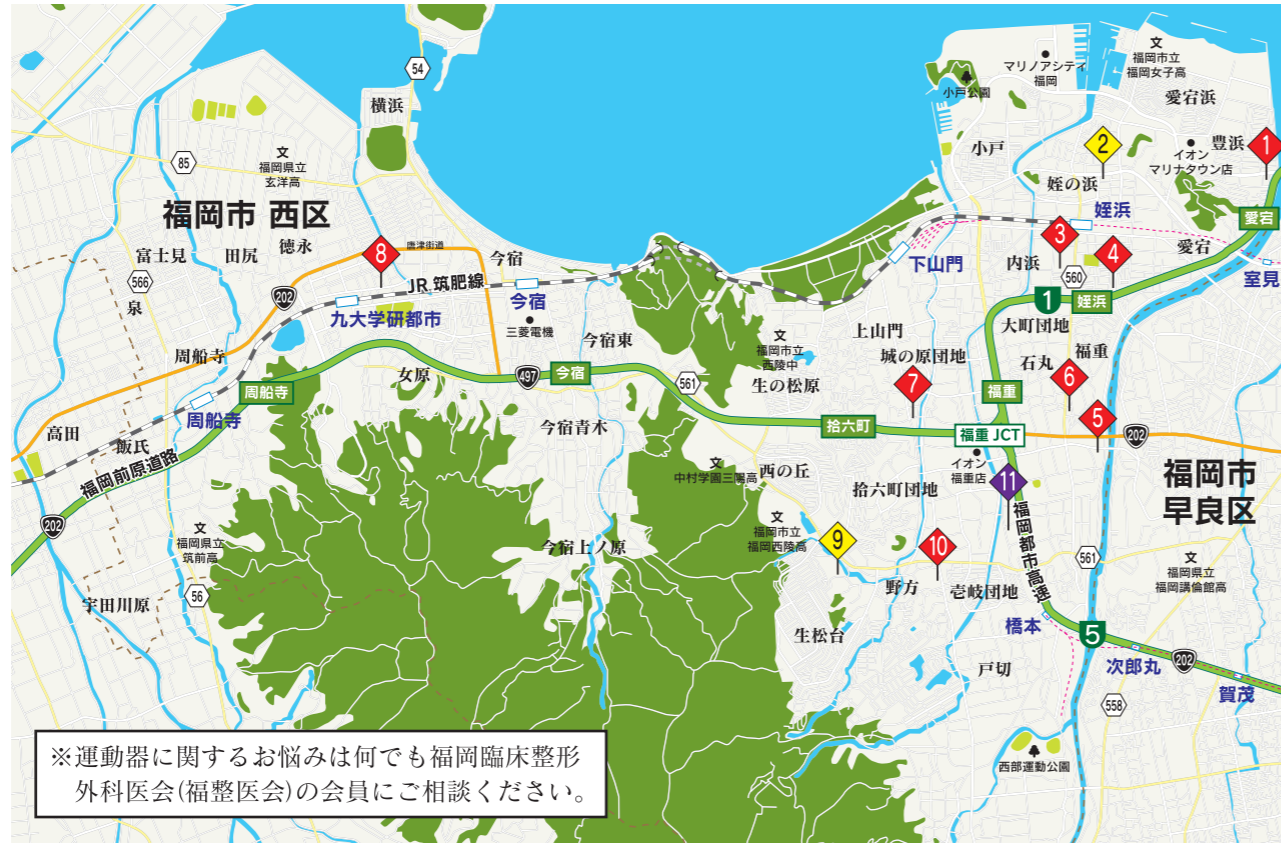 文
福岡市立
福岡女子高
マリノアシティ
福岡
小戸公園
愛宕浜
54
横浜
豊浜
1
2
イオン
マリナタウン店
小戸
姪の浜
85
文
福岡県立
玄洋高
福岡市 西区
姪浜
愛宕
富士見
田尻
徳永
唐津街道
今宿
8
3
4
愛宕
内浜
下山門
室見
566
泉
202
JR 筑肥線
560
1
姪浜
九大学研都市
今宿
三菱電機
大町団地
周船寺
今宿東
文
福岡市立
西陵中
上山門
城の原団地
石丸
福重
女原
497
今宿
561
生の松原
7
6
周船寺
福重
周船寺
5
高田
飯氏
今宿青木
拾六町
福重 JCT
202
福岡前原道路
文
中村学園三陽高
西の丘
イオン
福重店
拾六町団地
11
福岡市
早良区
202
文
福岡県立
筑前高
今宿上ノ原
文
福岡市立
福岡西陵高
9
10
福岡都市高速
561
文
福岡県立
福岡講倫館高
56
宇田川原
野方
壱岐団地
橋本
生松台
5
次郎丸
202
戸切
賀茂
558
西部運動公園
※運動器に関するお悩みは何でも福岡臨床整形
外科医会(福整医会)の会員にご相談ください。